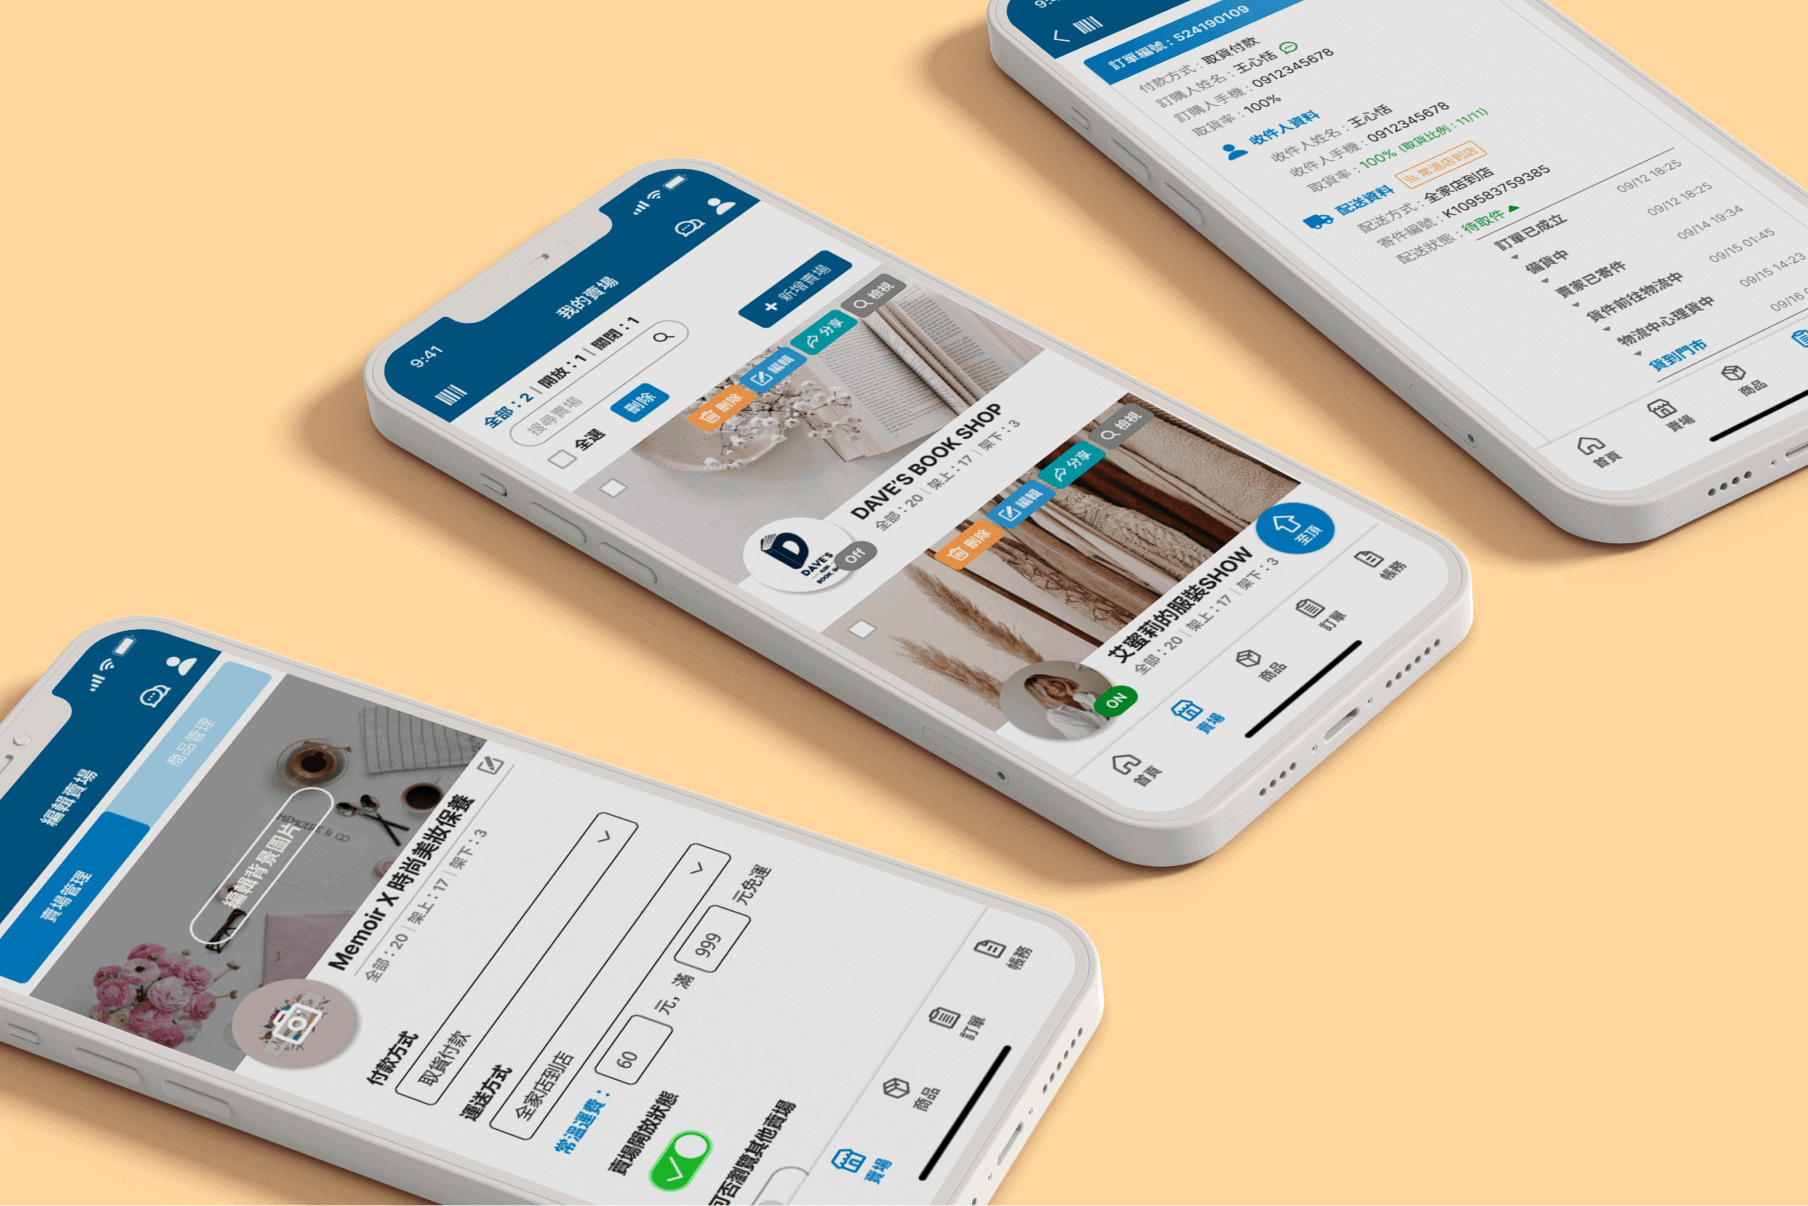 9:41
我的賣場
全部：2 | 開放：1 | 關閉：1
搜尋賣場
新增賣場
全選
刪除
刪除
編輯
分享
檢視
DAVE'S
BOOK
Off
DAVE'S BOOK SHOP
全部：20 | 架上：17 | 架下：3
刪除
編輯
分享
檢視
ON
艾蜜莉的服裝SHOW
全部：20 | 架上：17 | 架下：3
至頂
首頁
賣場
商品
訂單
帳務
編輯賣場
賣場管理
商品管理
編輯背景圖片
MEMOIRE & CO
Memoir X 時尚美妝保養
全部：20 | 架上：17 | 架下：3
付款方式
取貨付款
運送方式
全家店到店
常溫運費：
60
元，滿
999
元免運
賣場開放狀態
可否瀏覽其他賣場
賣場
商品
訂單
帳務
訂單編號：524190109
付款方式：取貨付款
訂購人姓名：王心恬
訂購人手機：0912345678
取貨率：100%
收件人資料
收件人姓名：王心恬
收件人手機：0912345678
取貨率：100% (取貨比例：11/11)
配送資料
常溫店到店
配送方式：全家店到店
寄件編號：K109583759385
配送狀態：待取件
訂單已成立
09/12 18:25
備貨中
09/12 18:25
賣家已寄件
09/14 19:34
貨件前往物流中
09/15 01:45
物流中心理貨中
09/15 14:23
貨到門市
09/16
首頁
賣場
商品